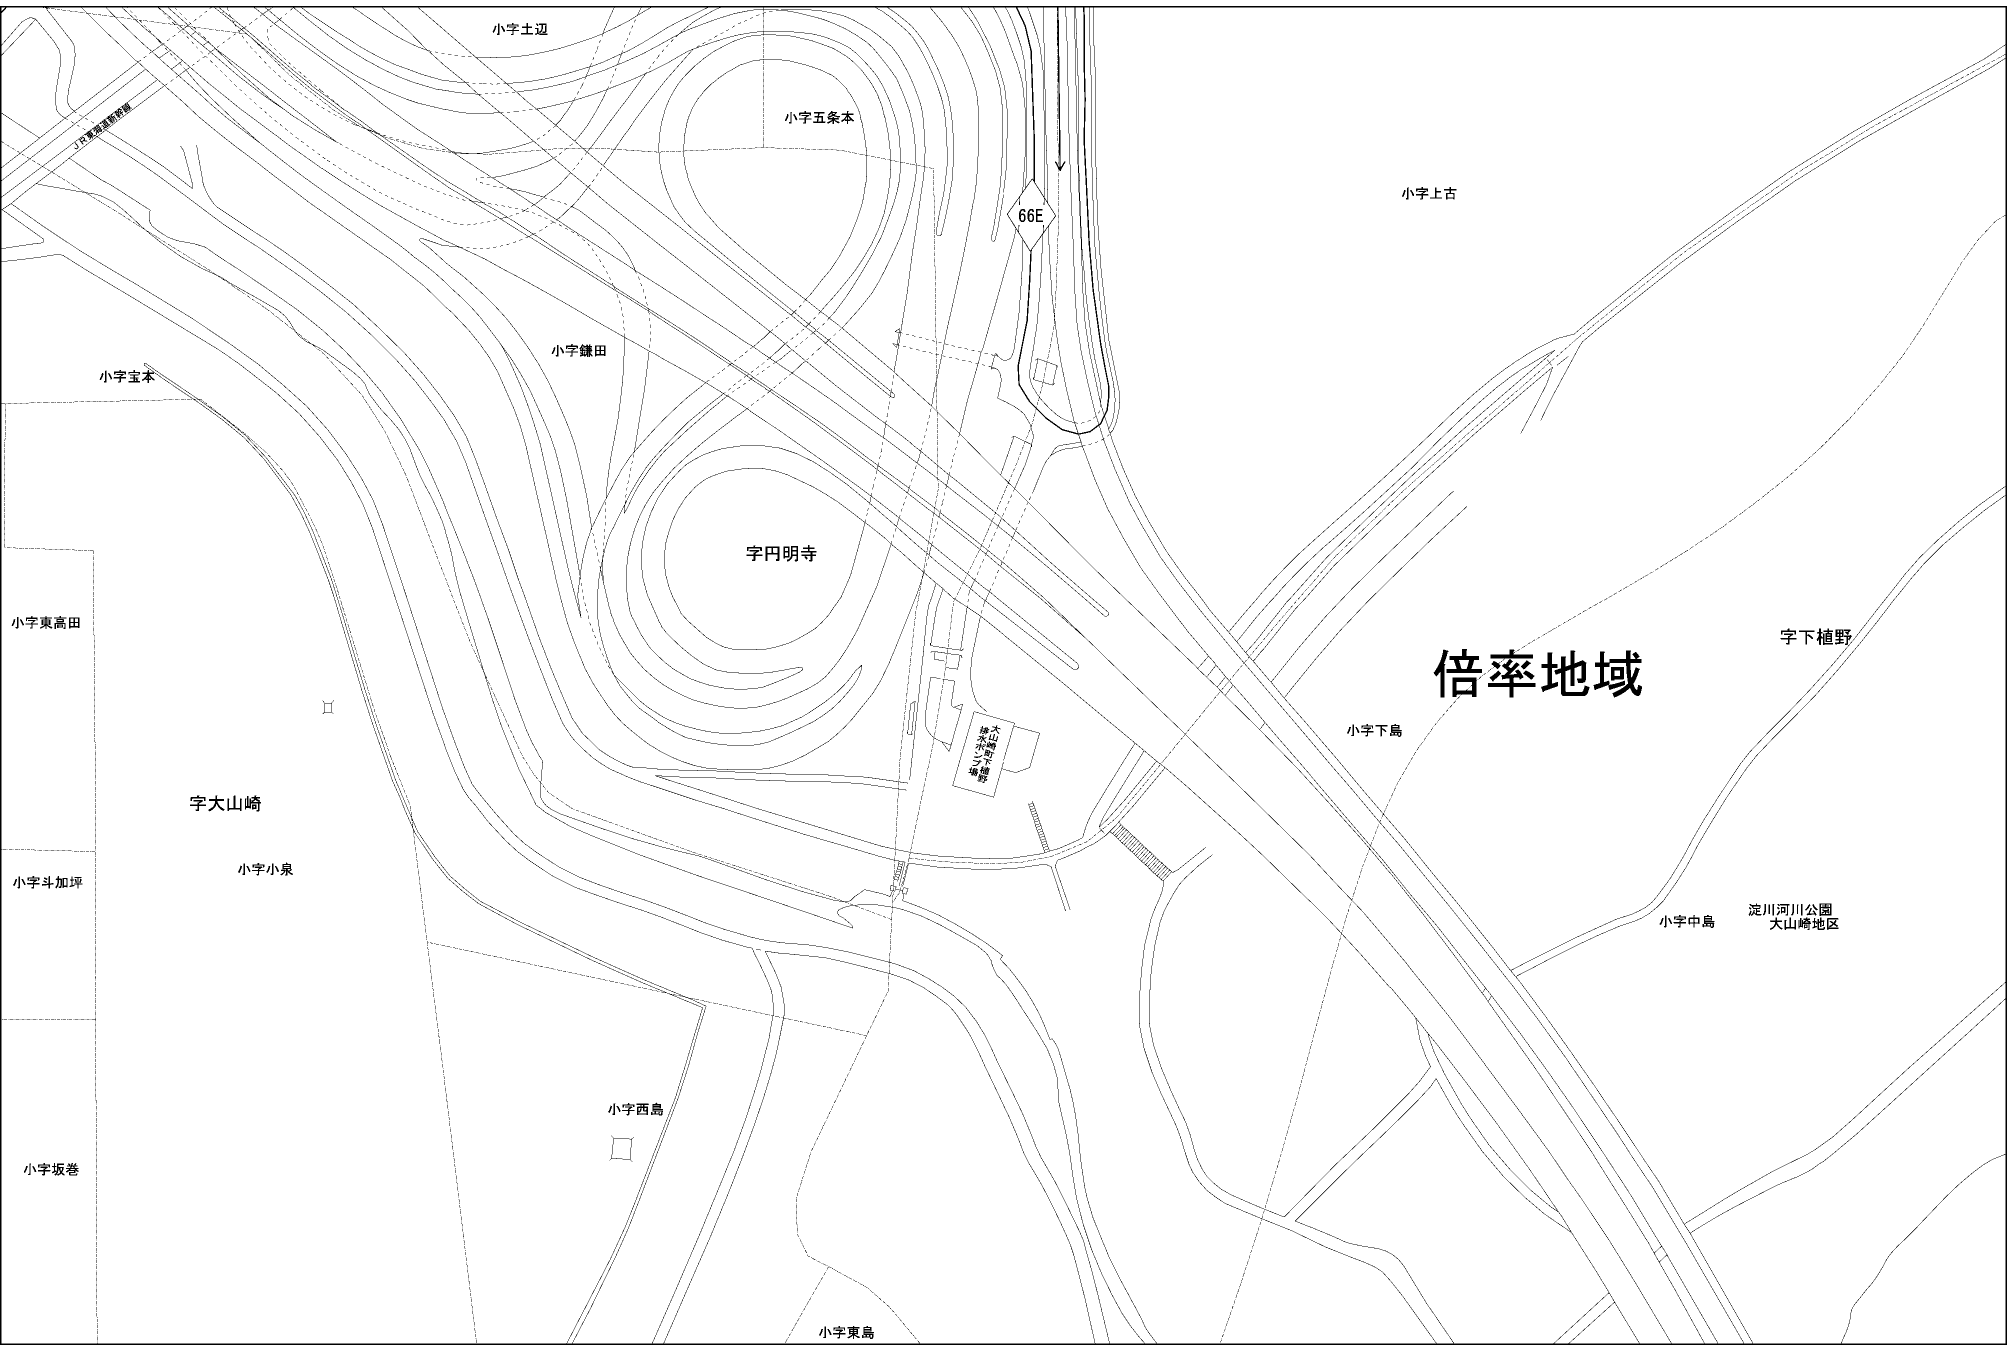 小字土辺
小字五条本
JR東海道新幹線
小字上古
66E
小字鎌田
小字宝本
字円明寺
小字東高田
字下植野
倍率地域
小字下島
大山崎町下植野
排水ポンプ場
字大山崎
小字小泉
小字斗加坪
小字中島
淀川河川公園
大山崎地区
小字西島
小字坂巻
小字東島